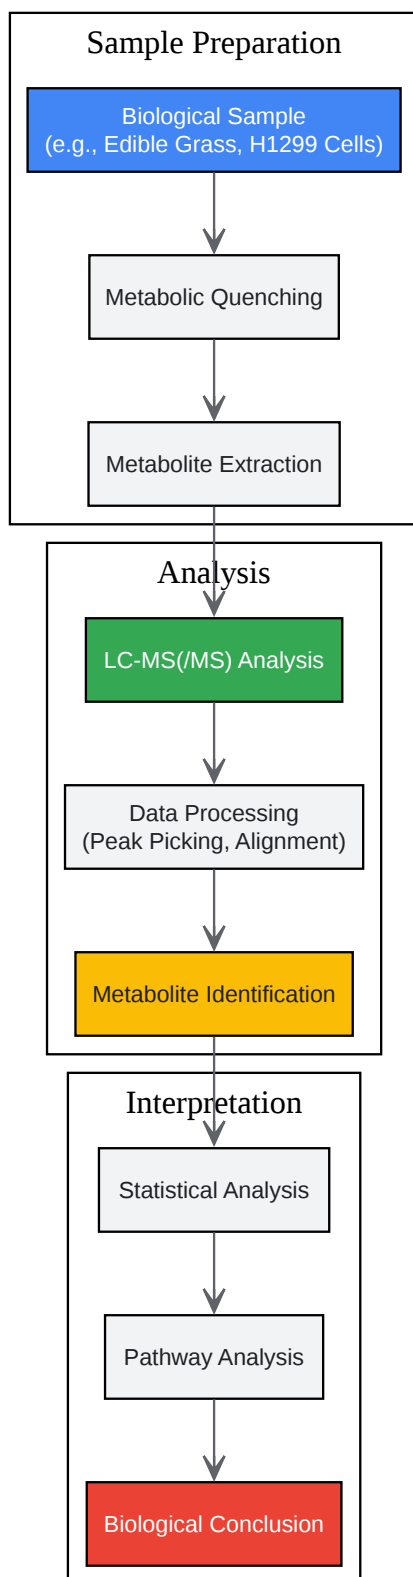 Sample Preparation
Biological Sample
(e.g., Edible Grass, H1299 Cells)
Metabolic Quenching
Metabolite Extraction
Analysis
LC-MS(/MS) Analysis
Data Processing
(Peak Picking, Alignment)
Metabolite Identification
Interpretation
Statistical Analysis
Pathway Analysis
Biological Conclusion